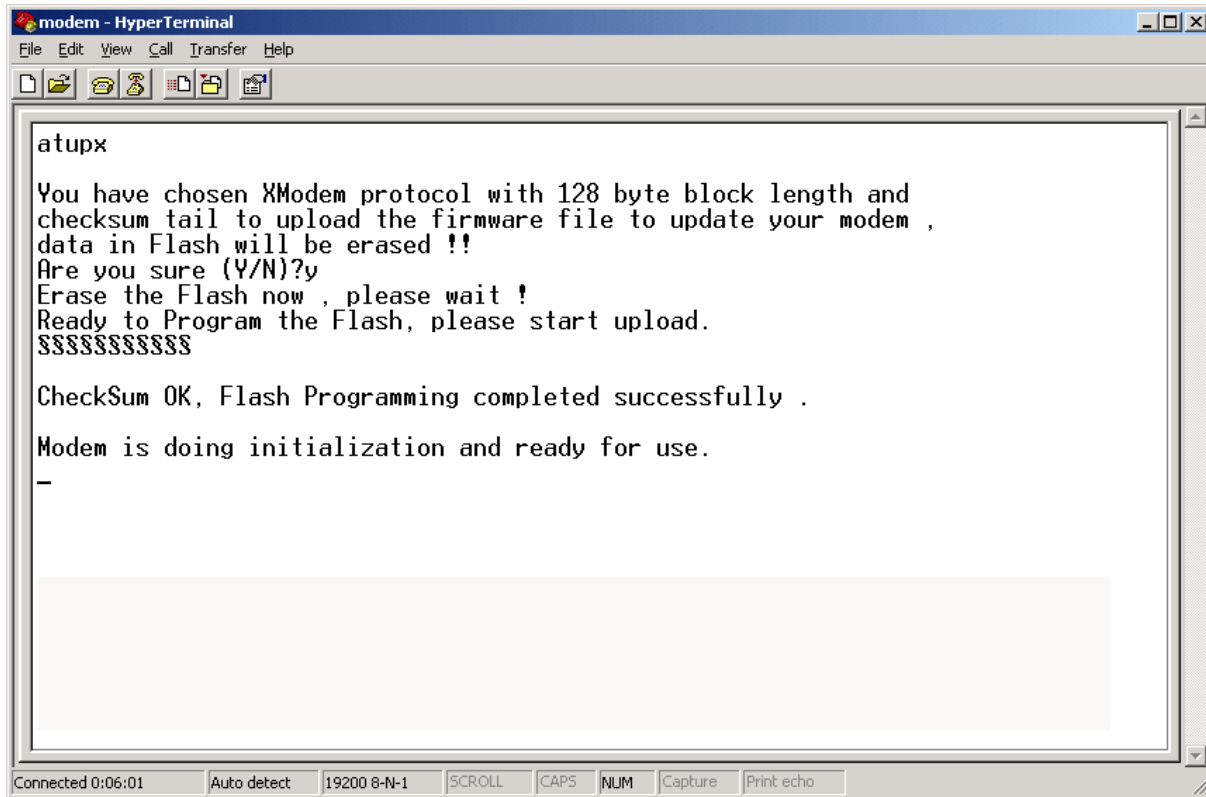 modem - HyperTerminal
File Edit View Call Transfer Help
atupx
You have chosen XModem protocol with 128 byte block length and
checksum tail to upload the firmware file to update your modem ,
data in Flash will be erased !!
Are you sure (Y/N)?y
Erase the Flash now , please wait !
Ready to Program the Flash, please start upload.
§§§§§§§§§§§
CheckSum OK, Flash Programming completed successfully .
Modem is doing initialization and ready for use.
_
Connected 0:06:01 Auto detect 19200 8-N-1 SCROLL CAPS NUM Capture Print echo